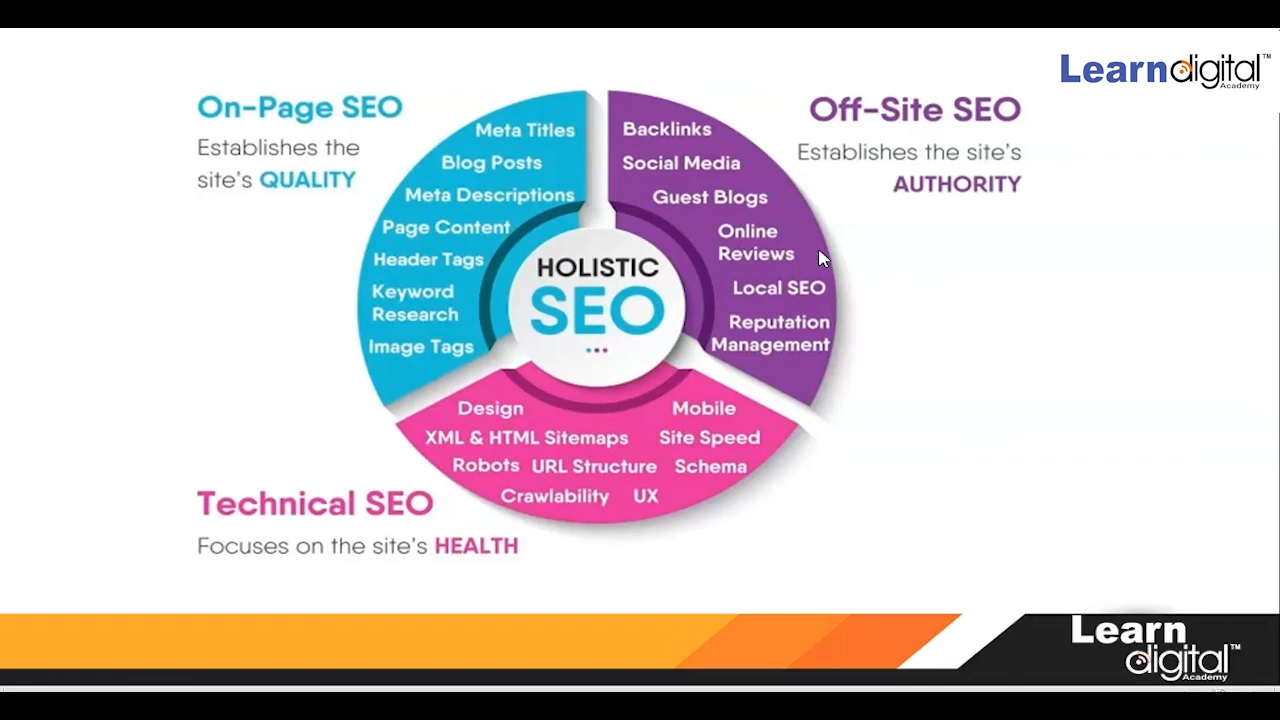 Learndigital™
Academy
On-Page SEO
Establishes the
site's QUALITY
Meta Titles
Blog Posts
Meta Descriptions
Page Content
Header Tags
Keyword
Research
Image Tags
HOLISTIC
SEO
Off-Site SEO
Establishes the site's
AUTHORITY
Backlinks
Social Media
Guest Blogs
Online
Reviews
Local SEO
Reputation
Management
Design
Mobile
XML & HTML Sitemaps
Site Speed
Robots
URL Structure
Schema
Crawlability
UX
Technical SEO
Focuses on the site's HEALTH
Learn
digital™
Academy